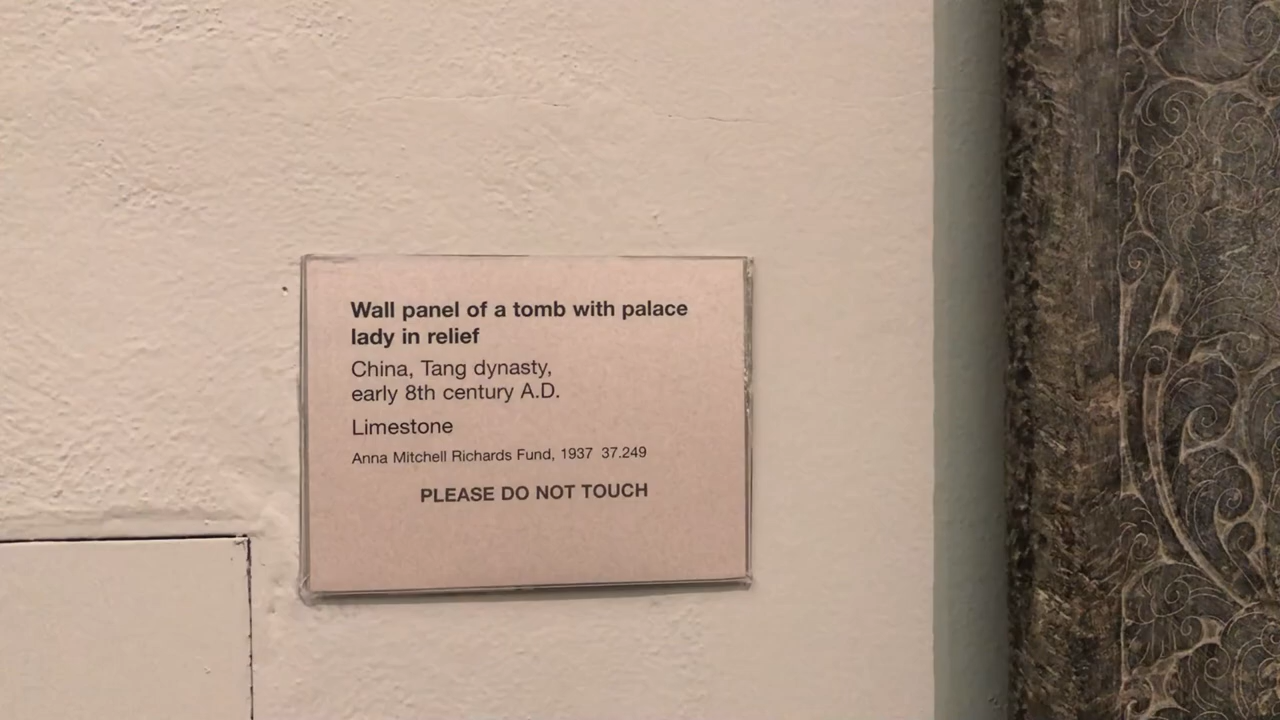 Wall panel of a tomb with palace
lady in relief
China, Tang dynasty,
early 8th century A.D.
Limestone
Anna Mitchell Richards Fund, 1937 37.249
PLEASE DO NOT TOUCH